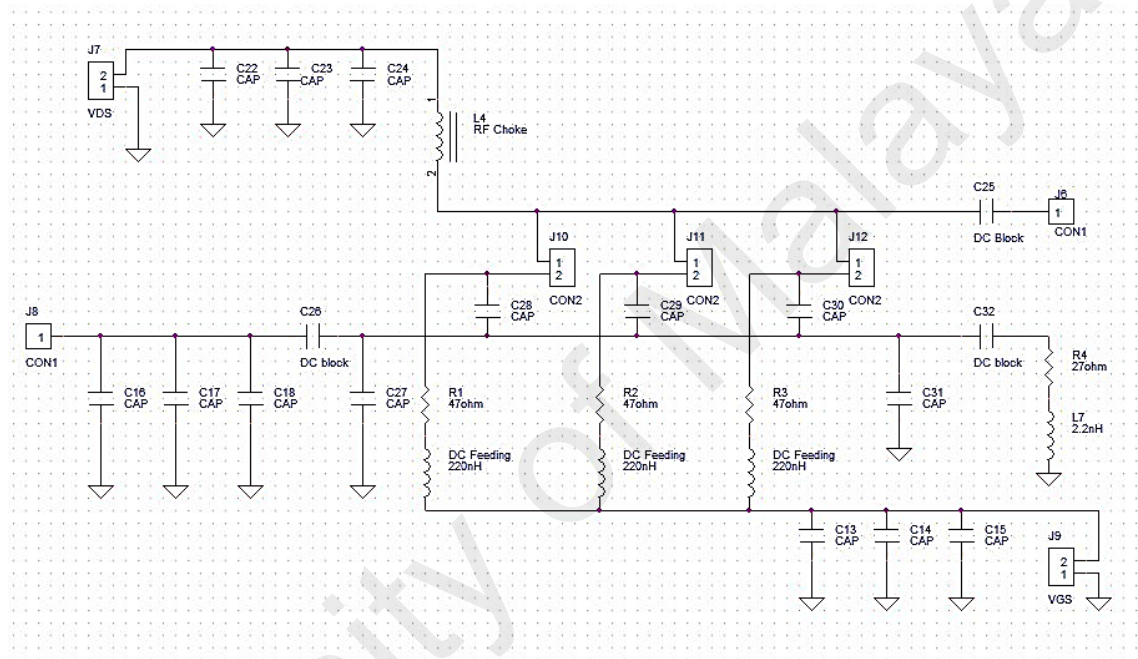 J7
2
1
VDS
C22
CAP
C23
CAP
C24
CAP
1
2
L4
RF Choke
C25
DC Block
J6
1
CON1
J10
1
2
CON2
J11
1
2
CON2
J12
1
2
CON2
J8
1
CON1
C26
DC block
C28
CAP
C29
CAP
C30
CAP
C32
DC block
C16
CAP
C17
CAP
C18
CAP
C27
CAP
R1
47ohm
R2
47ohm
R3
47ohm
C31
CAP
R4
27ohm
L7
2.2nH
DC Feeding
220nH
DC Feeding
220nH
DC Feeding
220nH
C13
CAP
C14
CAP
C15
CAP
J9
2
1
VGS
of Malaya